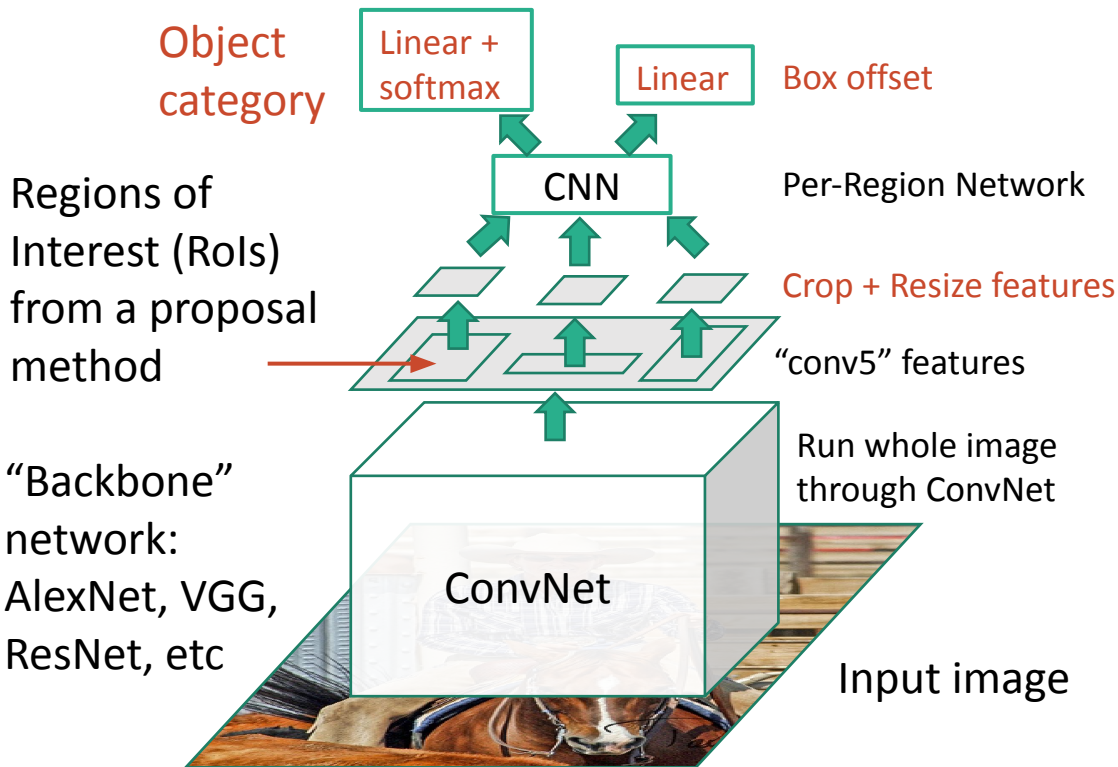 Object
category
Linear +
softmax
Linear
Box offset
CNN
Per-Region Network
Regions of
Interest (RoIs)
from a proposal
method
Crop + Resize features
“conv5” features
Run whole image
through ConvNet
“Backbone”
network:
AlexNet, VGG,
ResNet, etc
ConvNet
Input image